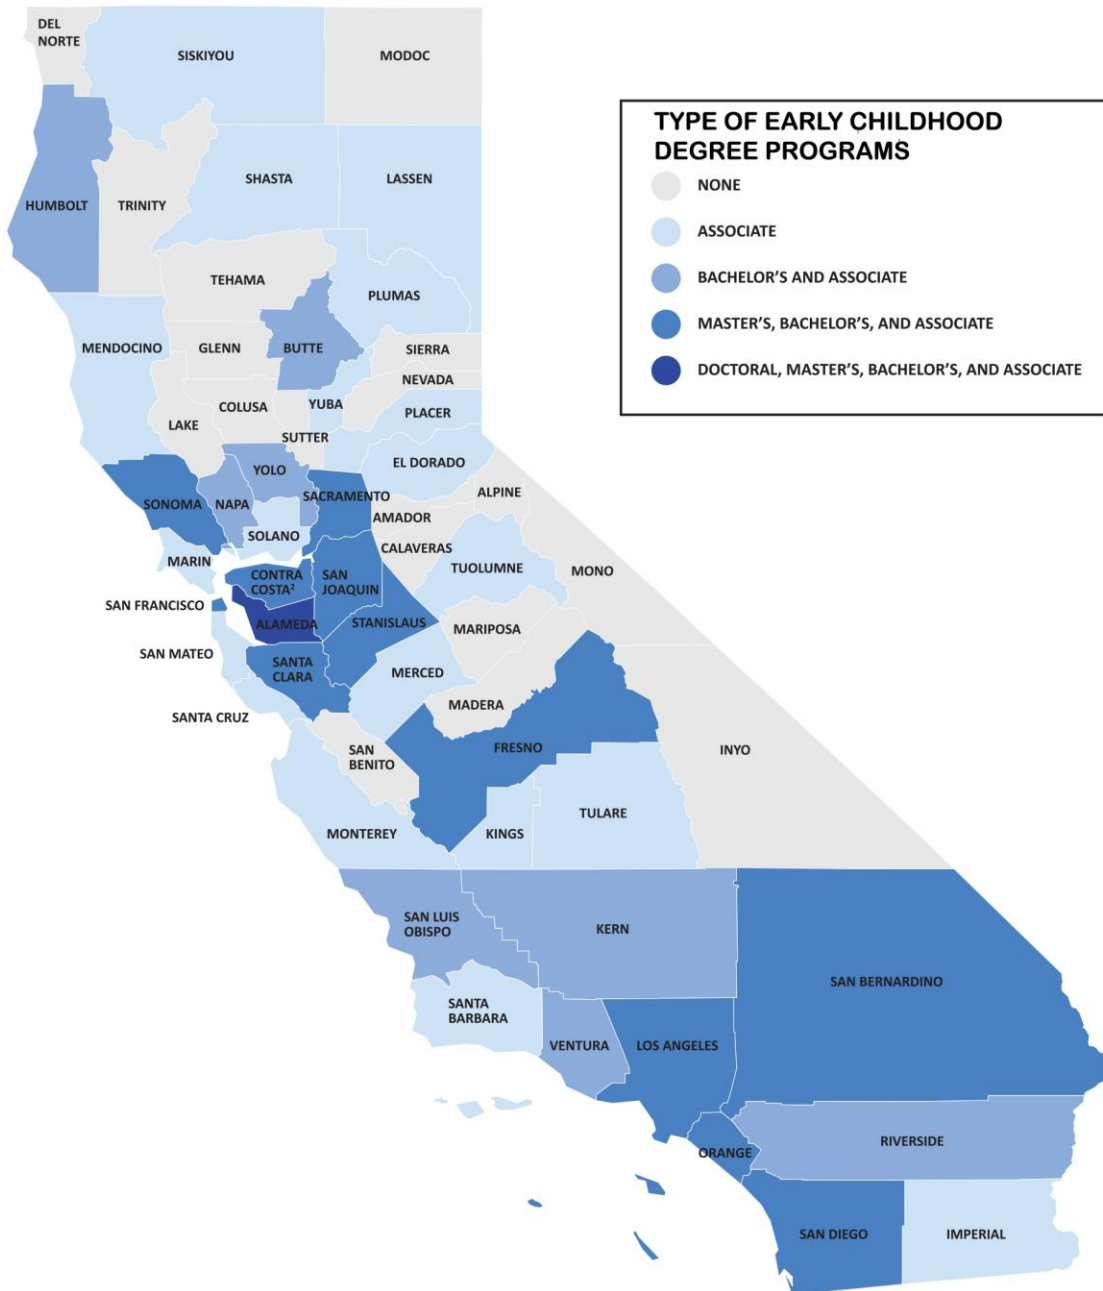 DEL
NORTE
SISKIYOU
MODOC
TYPE OF EARLY CHILDHOOD
DEGREE PROGRAMS
NONE
ASSOCIATE
BACHELOR'S AND ASSOCIATE
MASTER'S, BACHELOR'S, AND ASSOCIATE
DOCTORAL, MASTER'S, BACHELOR'S, AND ASSOCIATE
HUMBOLT
TRINITY
SHASTA
LASSEN
TEHAMA
PLUMAS
MENDOCINO
GLENN
BUTTE
SIERRA
NEVADA
LAKE
COLUSA
YUBA
PLACER
SUTTER
EL DORADO
YOLO
SONOMA
NAPA
SACRAMENTO
ALPINE
AMADOR
SOLANO
CALAVERAS
MARIN
TUOLUMNE
MONO
CONTRA
COSTA²
SAN
JOAQUIN
SAN FRANCISCO
ALAMEDA
STANISLAUS
MARIPOSA
SAN MATEO
SANTA
CLARA
MERCED
MADERA
SANTA CRUZ
SAN
BENITO
FRESNO
INYO
MONTEREY
KINGS
TULARE
SAN LUIS
OBISPO
KERN
SAN BERNARDINO
SANTA
BARBARA
VENTURA
LOS ANGELES
ORANGE
RIVERSIDE
SAN DIEGO
IMPERIAL